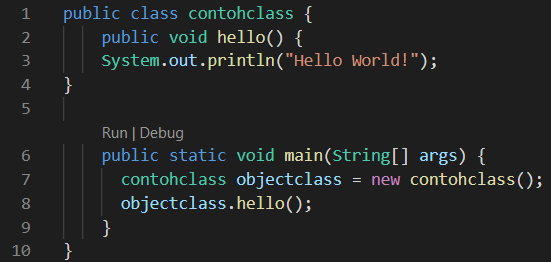 1 public class contohclass {
2 public void hello() {
3 System.out.println("Hello World!");
4 }
5
Run | Debug
6 public static void main(String[] args) {
7 contohclass objectclass = new contohclass();
8 objectclass.hello();
9 }
10 }